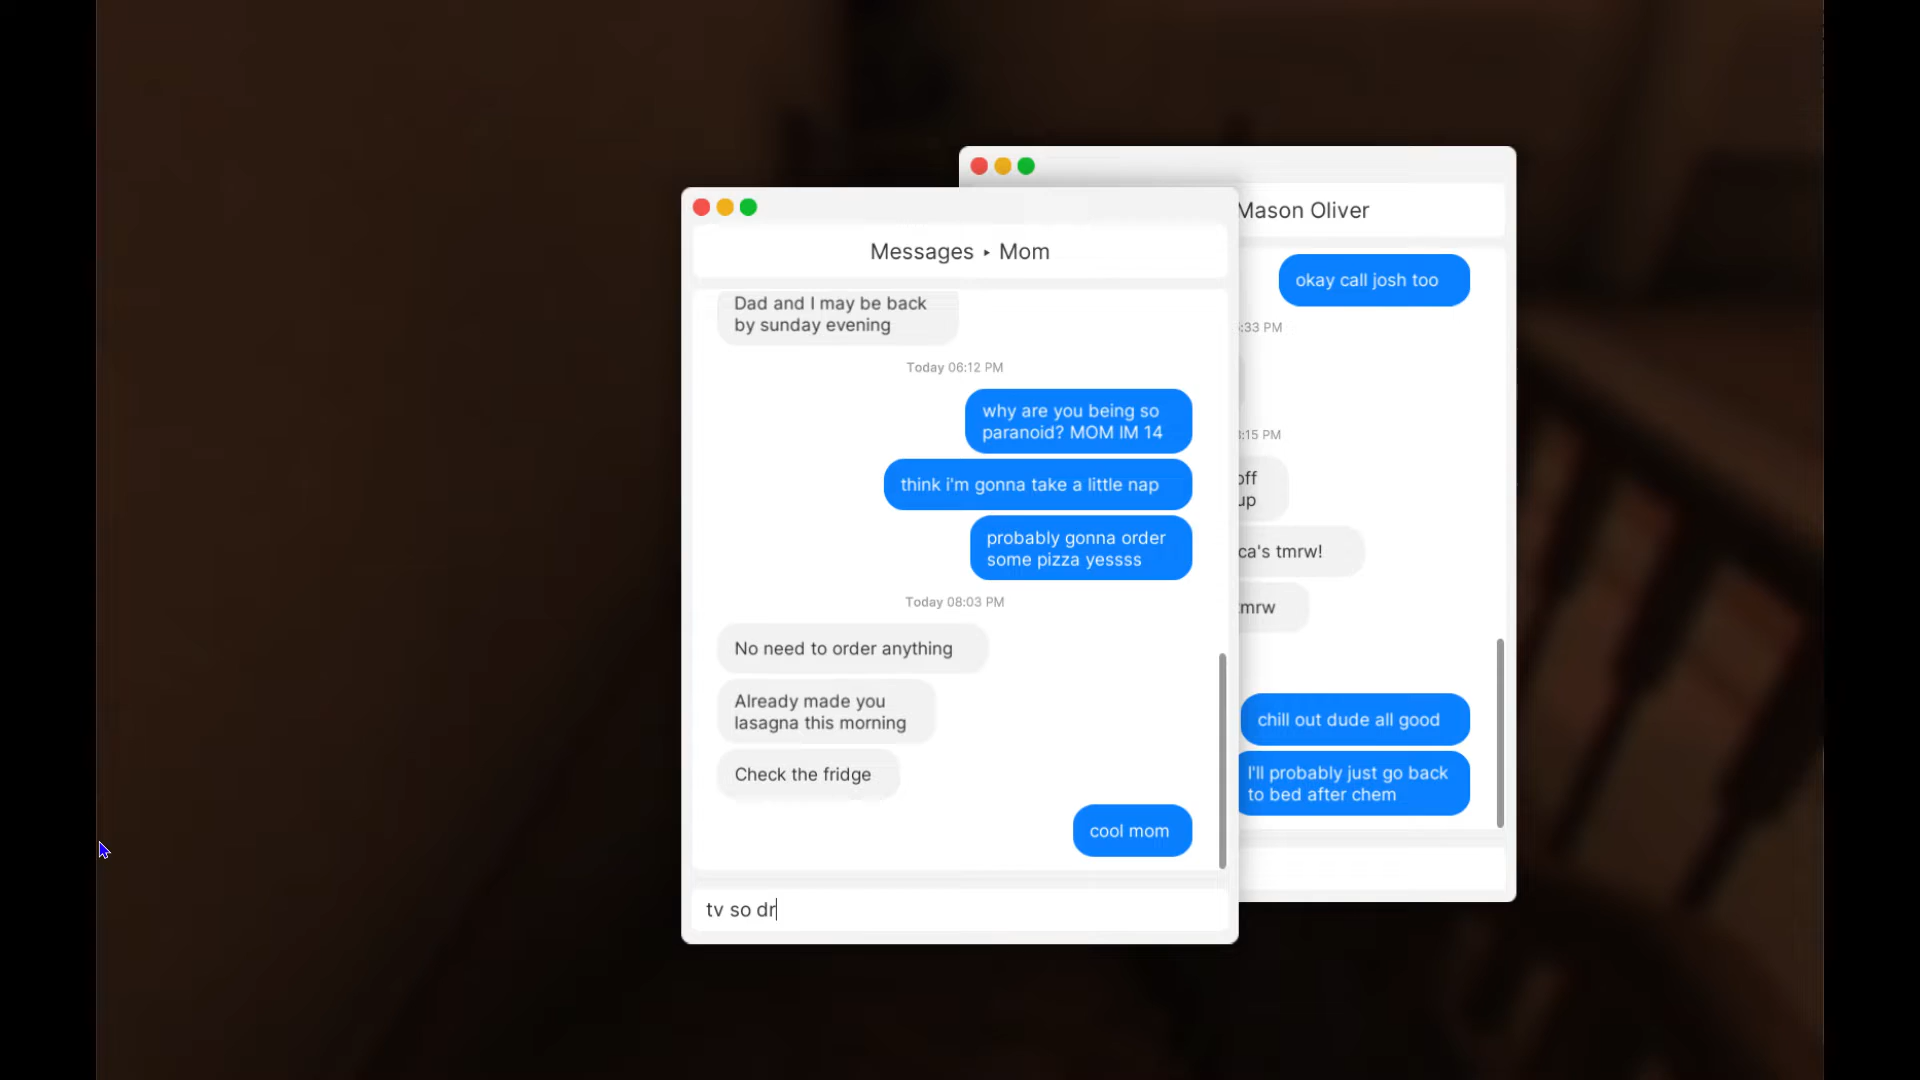 Messages ‣ Mom
Dad and I may be back
by sunday evening
Today 06:12 PM
why are you being so
paranoid? MOM IM 14
think i'm gonna take a little nap
probably gonna order
some pizza yessss
Today 08:03 PM
No need to order anything
Already made you
lasagna this morning
Check the fridge
cool mom
tv so dr
Mason Oliver
okay call josh too
:33 PM
:15 PM
off
up
ca's tmrw!
tmrw
chill out dude all good
I'll probably just go back
to bed after chem